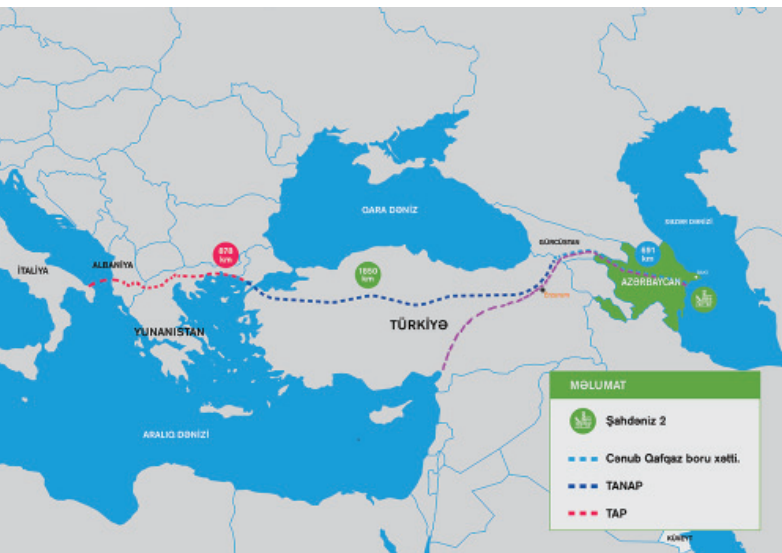 QARA DƏNİZ
XƏZƏR DƏNİZİ
GÜRCÜSTAN
878
km
691
km
İTALİYA
ALBANİYA
1850
km
AZƏRBAYCAN
Bakı
Ərzurum
YUNANISTAN
TÜRKİYƏ
ARALIQ DƏNİZİ
MƏLUMAT
Şahdəniz 2
Cənub Qafqaz boru xətti.
TANAP
TAP
KÜVEYT